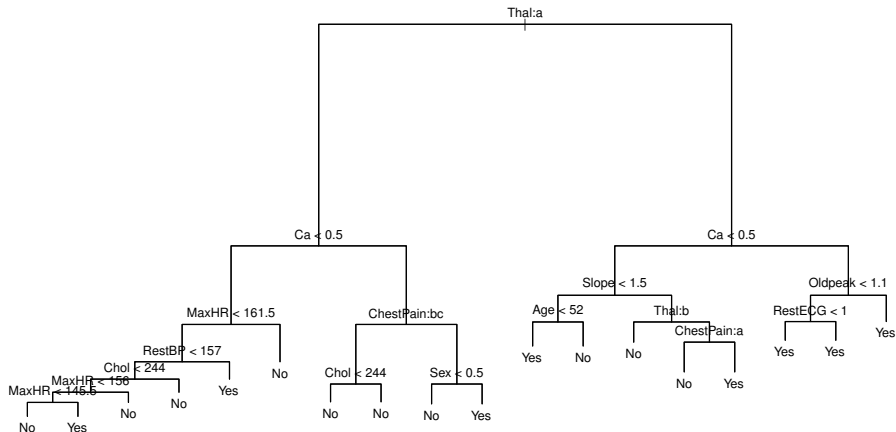 Thal:a
Ca < 0.5
Ca < 0.5
Slope < 1.5
Oldpeak < 1.1
MaxHR < 161.5
ChestPain:bc
Age < 52
Thal:b
RestECG < 1
ChestPain:a
Yes
RestBP < 157
Yes
No
No
Yes
Yes
Chol < 244
No
Chol < 244
Sex < 0.5
No
Yes
MaxHR < 156
MaxHR < 145.5
Yes
No
No
No
No
No
Yes
No
Yes